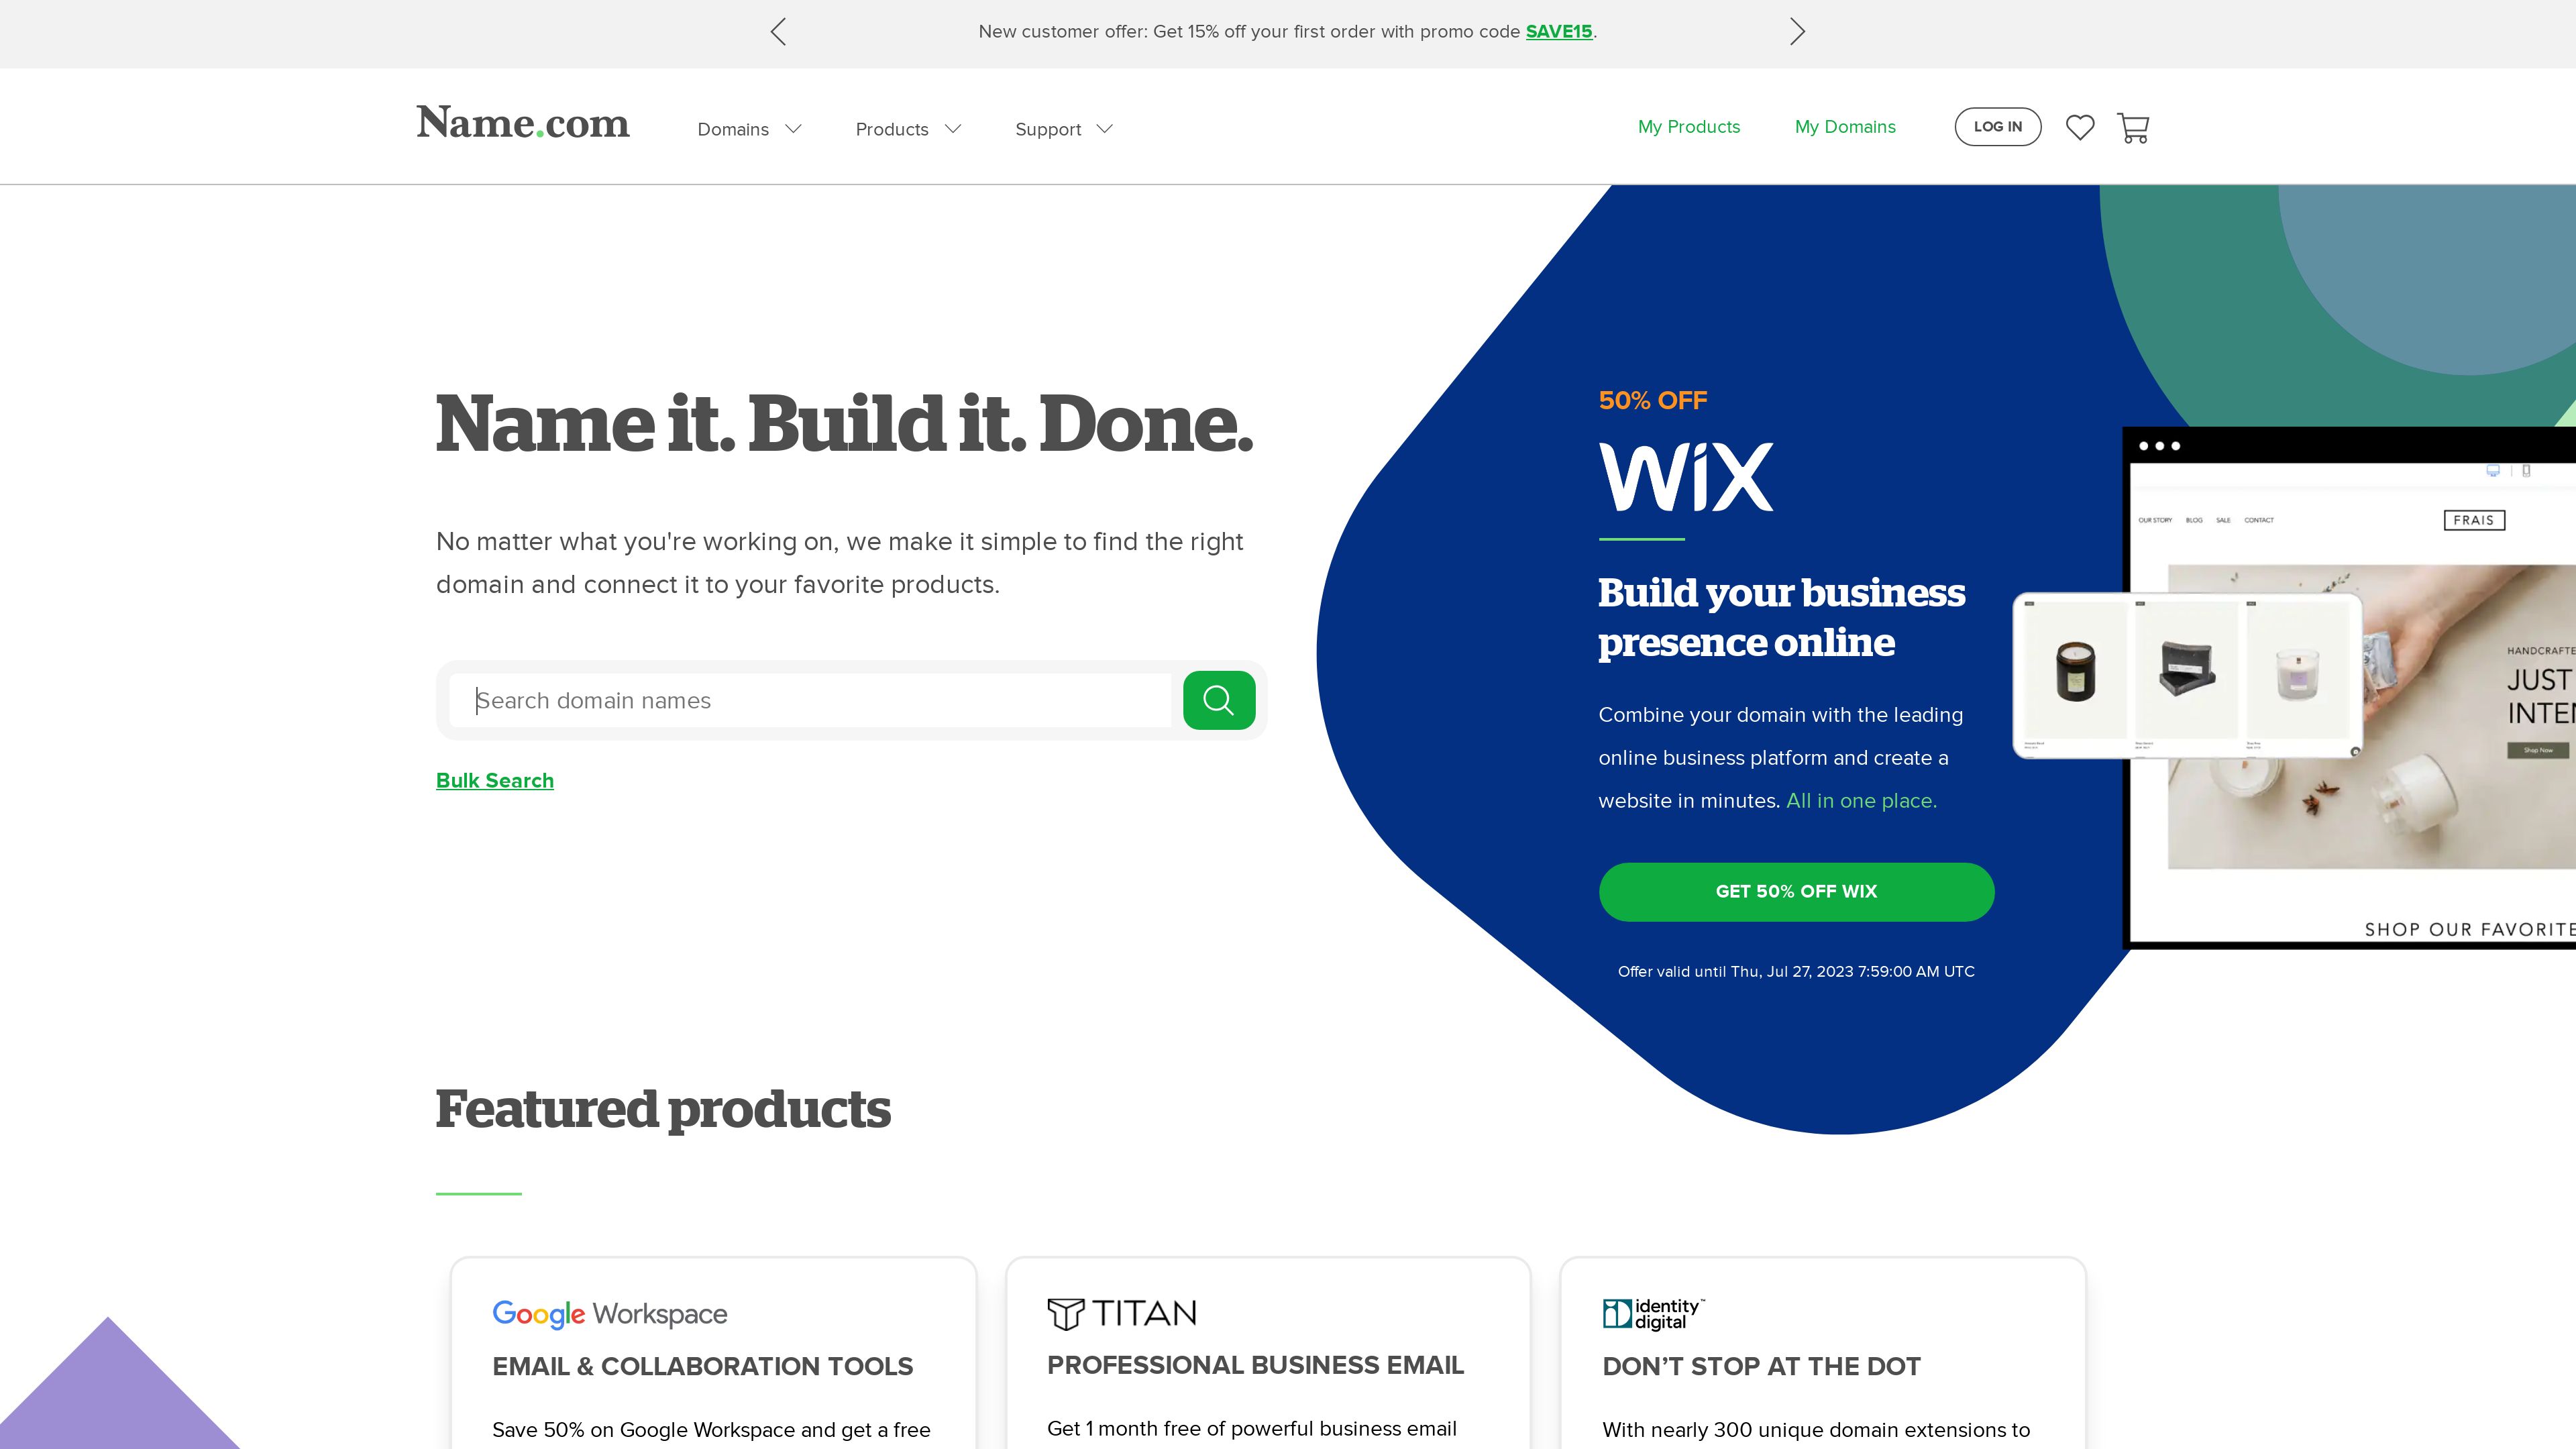 New customer offer: Get 15% off your first order with promo code SAVE15.
Name.com
Domains
Products
Support
My Products
My Domains
LOG IN
Name it. Build it. Done.
No matter what you're working on, we make it simple to find the right
domain and connect it to your favorite products.
Search domain names
Bulk Search
50% OFF
WiX
Build your business
presence online
Combine your domain with the leading
online business platform and create a
website in minutes. All in one place.
GET 50% OFF WIX
Offer valid until Thu, Jul 27, 2023 7:59:00 AM UTC
OUR STORY BLOG SALE CONTACT
FRAIS
HANDCRAFTE
JUST
INTEN
Shop Now
SHOP OUR FAVORITE
Featured products
Google Workspace
EMAIL & COLLABORATION TOOLS
Save 50% on Google Workspace and get a free
TITAN
PROFESSIONAL BUSINESS EMAIL
Get 1 month free of powerful business email
identity
digital™
DON’T STOP AT THE DOT
With nearly 300 unique domain extensions to